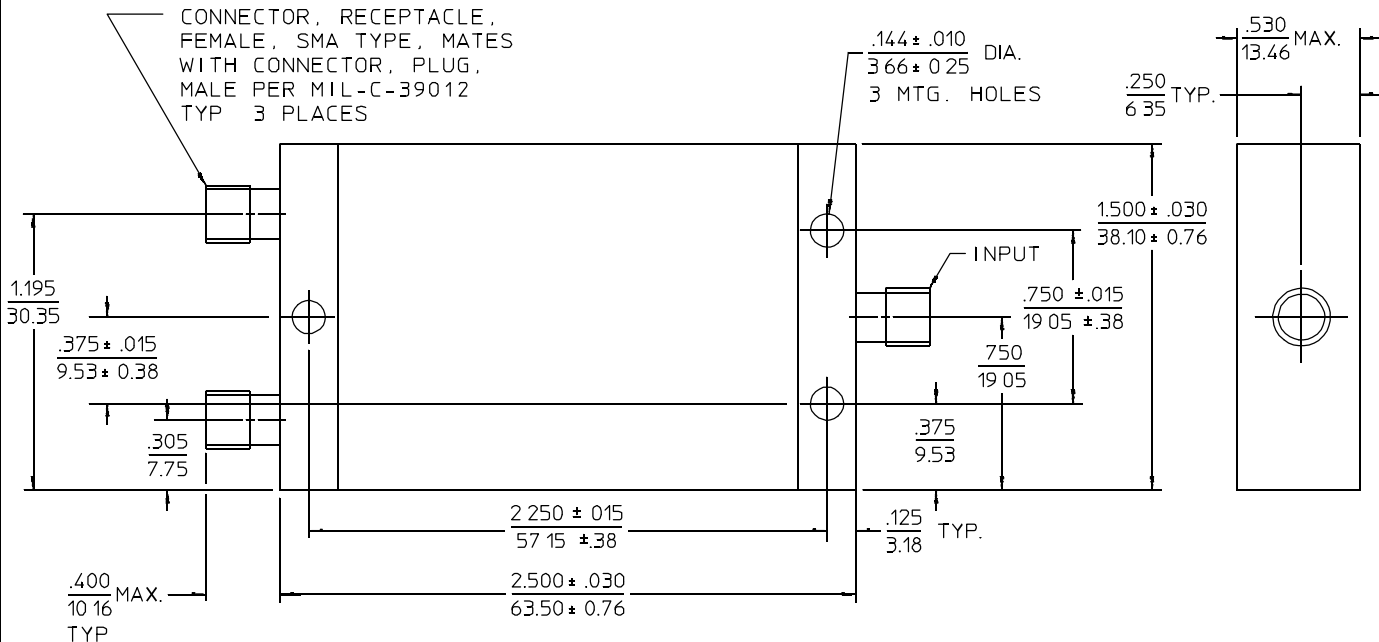 CONNECTOR, RECEPTACLE,
FEMALE, SMA TYPE, MATES
WITH CONNECTOR, PLUG,
MALE PER MIL-C-39012
TYP 3 PLACES
.144 ± .010 DIA.
3 66 ± 0 25
3 MTG. HOLES
.530 MAX.
13.46
.250 TYP.
6 35
1.500 ± .030
38.10 ± 0.76
INPUT
1.195
30.35
.750 ± .015
19 05 ± .38
.375 ± .015
9.53 ± 0.38
750
19 05
.305
7.75
.375
9.53
2 250 ± 015
57 15 ± .38
.125 TYP.
3.18
.400 MAX.
10 16
TYP
2.500 ± .030
63.50 ± 0.76